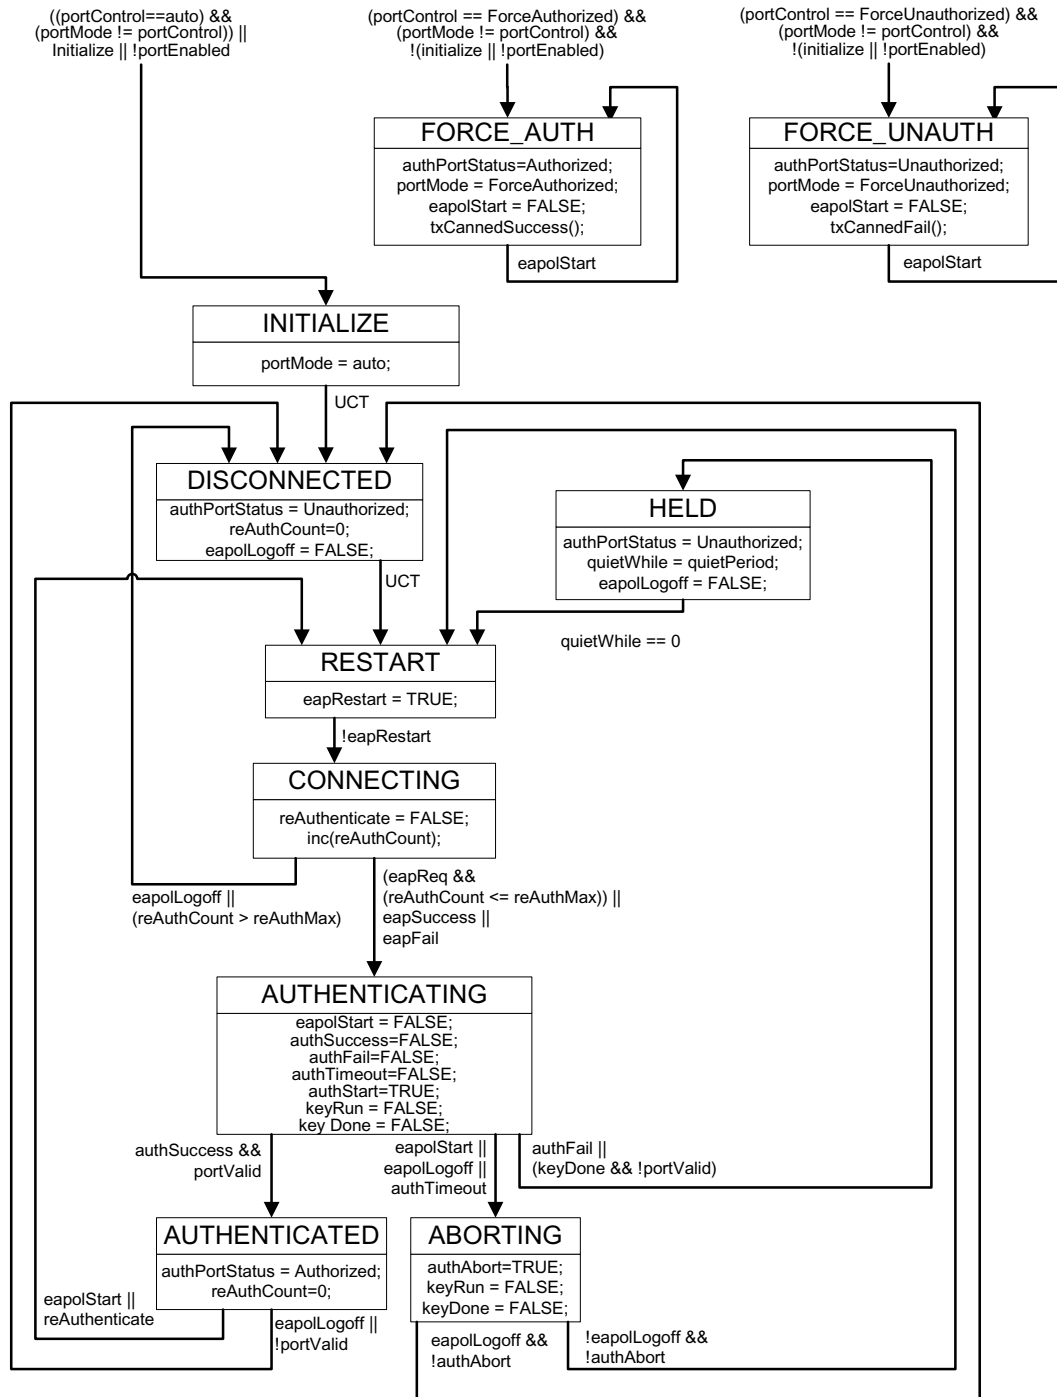 ((portControl==auto) &&
(portMode != portControl)) ||
Initialize || !portEnabled
(portControl == ForceAuthorized) &&
(portMode != portControl) &&
!(initialize || !portEnabled)
(portControl == ForceUnauthorized) &&
(portMode != portControl) &&
!(initialize || !portEnabled)
FORCE_AUTH
authPortStatus=Authorized;
portMode = ForceAuthorized;
eapolStart = FALSE;
txCannedSuccess();
eapolStart
FORCE_UNAUTH
authPortStatus=Unauthorized;
portMode = ForceUnauthorized;
eapolStart = FALSE;
txCannedFail();
eapolStart
INITIALIZE
portMode = auto;
UCT
DISCONNECTED
authPortStatus = Unauthorized;
reAuthCount=0;
eapolLogoff = FALSE;
UCT
HELD
authPortStatus = Unauthorized;
quietWhile = quietPeriod;
eapolLogoff = FALSE;
quietWhile == 0
RESTART
eapRestart = TRUE;
!eapRestart
CONNECTING
reAuthenticate = FALSE;
inc(reAuthCount);
eapolLogoff ||
(reAuthCount > reAuthMax)
(eapReq &&
(reAuthCount <= reAuthMax)) ||
eapSuccess ||
eapFail
AUTHENTICATING
eapolStart = FALSE;
authSuccess=FALSE;
authFail=FALSE;
authTimeout=FALSE;
authStart=TRUE;
keyRun = FALSE;
key Done = FALSE;
authSuccess &&
portValid
eapolStart ||
eapolLogoff ||
authTimeout
authFail ||
(keyDone && !portValid)
AUTHENTICATED
authPortStatus = Authorized;
reAuthCount=0;
ABORTING
authAbort=TRUE;
keyRun = FALSE;
keyDone = FALSE;
eapolStart ||
reAuthenticate
eapolLogoff ||
!portValid
eapolLogoff &&
!authAbort
!eapolLogoff &&
!authAbort